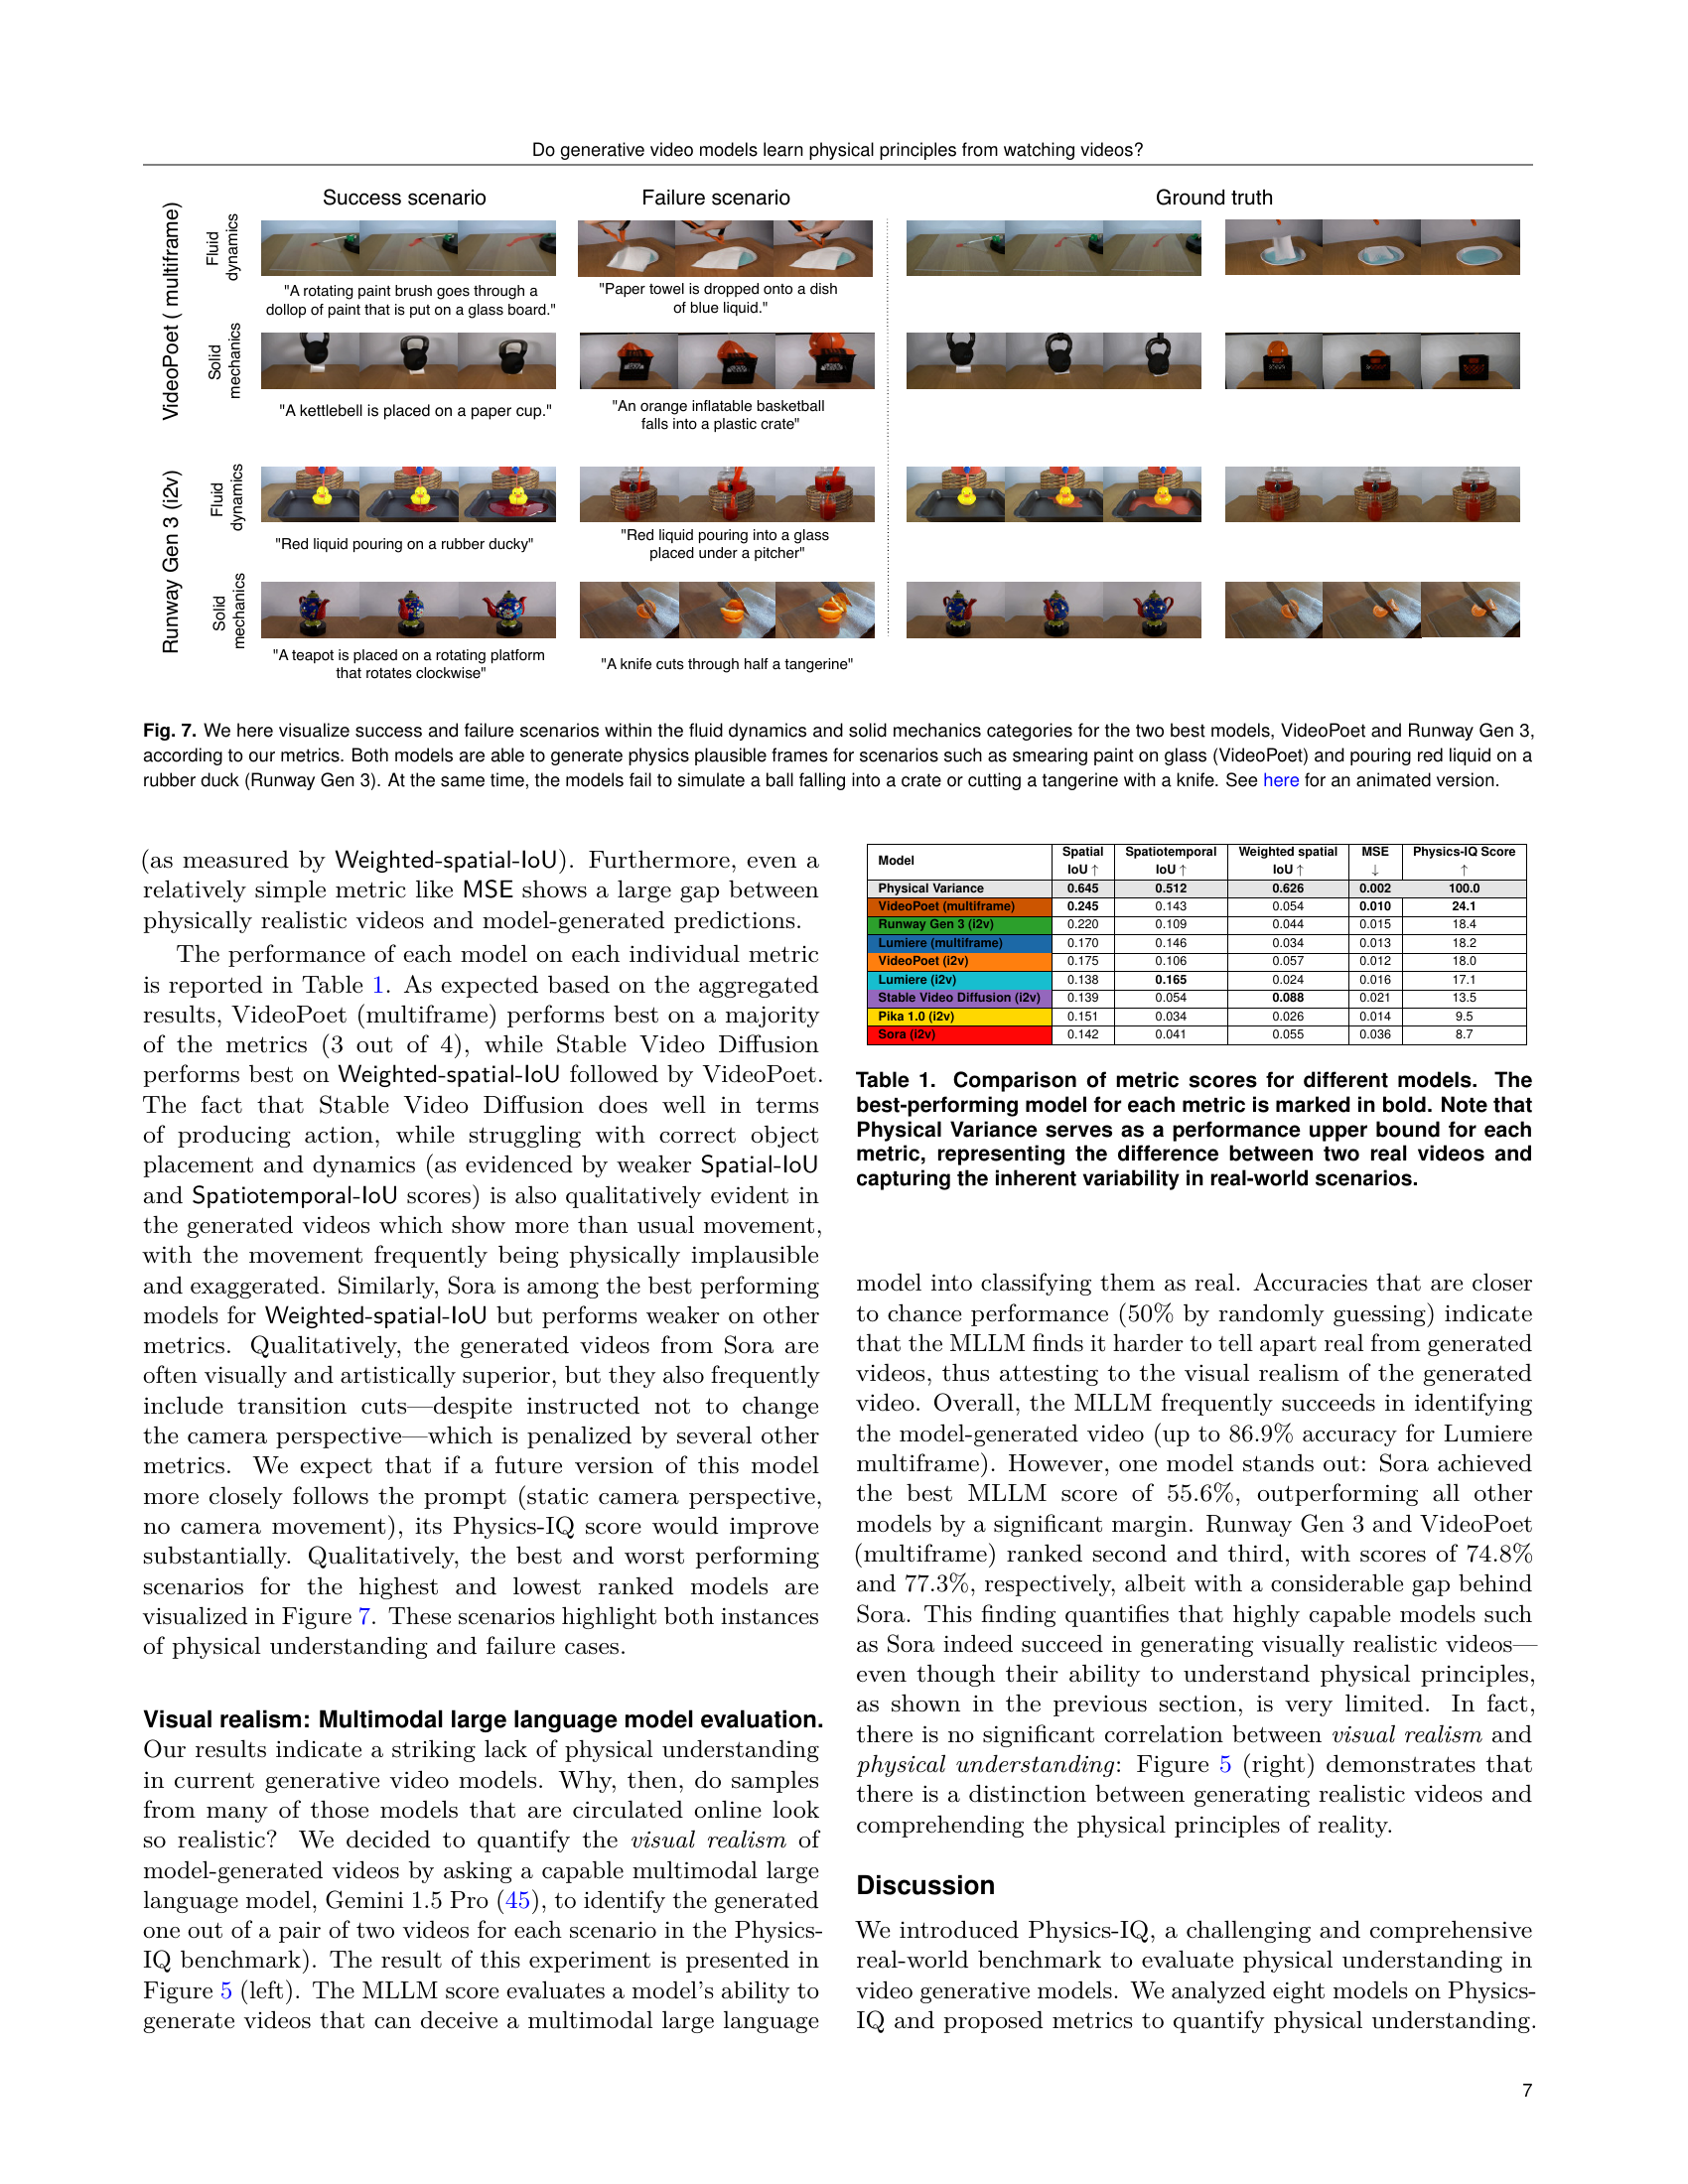 Do generative video models learn physical principles from watching videos?
Success scenario
Failure scenario
Ground truth
VideoPoet ( multiframe)
Fluid
dynamics
"A rotating paint brush goes through a
dollop of paint that is put on a glass board."
"Paper towel is dropped onto a dish
of blue liquid."
Solid
mechanics
"A kettlebell is placed on a paper cup."
"An orange inflatable basketball
falls into a plastic crate"
Runway Gen 3 (i2v)
Fluid
dynamics
"Red liquid pouring on a rubber ducky"
"Red liquid pouring into a glass
placed under a pitcher"
Solid
mechanics
"A teapot is placed on a rotating platform
that rotates clockwise"
"A knife cuts through half a tangerine"
Fig. 7. We here visualize success and failure scenarios within the fluid dynamics and solid mechanics categories for the two best models, VideoPoet and Runway Gen 3,
according to our metrics. Both models are able to generate physics plausible frames for scenarios such as smearing paint on glass (VideoPoet) and pouring red liquid on a
rubber duck (Runway Gen 3). At the same time, the models fail to simulate a ball falling into a crate or cutting a tangerine with a knife. See here for an animated version.
(as measured by Weighted-spatial-IoU). Furthermore, even a
relatively simple metric like MSE shows a large gap between
physically realistic videos and model-generated predictions.
The performance of each model on each individual metric
is reported in Table 1. As expected based on the aggregated
results, VideoPoet (multiframe) performs best on a majority
of the metrics (3 out of 4), while Stable Video Diffusion
performs best on Weighted-spatial-IoU followed by VideoPoet.
The fact that Stable Video Diffusion does well in terms
of producing action, while struggling with correct object
placement and dynamics (as evidenced by weaker Spatial-IoU
and Spatiotemporal-IoU scores) is also qualitatively evident in
the generated videos which show more than usual movement,
with the movement frequently being physically implausible
and exaggerated. Similarly, Sora is among the best performing
models for Weighted-spatial-IoU but performs weaker on other
metrics. Qualitatively, the generated videos from Sora are
often visually and artistically superior, but they also frequently
include transition cuts—despite instructed not to change
the camera perspective—which is penalized by several other
metrics. We expect that if a future version of this model
more closely follows the prompt (static camera perspective,
no camera movement), its Physics-IQ score would improve
substantially. Qualitatively, the best and worst performing
scenarios for the highest and lowest ranked models are
visualized in Figure 7. These scenarios highlight both instances
of physical understanding and failure cases.
Visual realism: Multimodal large language model evaluation.
Our results indicate a striking lack of physical understanding
in current generative video models. Why, then, do samples
from many of those models that are circulated online look
so realistic? We decided to quantify the visual realism of
model-generated videos by asking a capable multimodal large
language model, Gemini 1.5 Pro (45), to identify the generated
one out of a pair of two videos for each scenario in the Physics-
IQ benchmark). The result of this experiment is presented in
Figure 5 (left). The MLLM score evaluates a model's ability to
generate videos that can deceive a multimodal large language
Model Spatial IoU ↑ Spatiotemporal IoU ↑ Weighted spatial IoU ↑ MSE ↓ Physics-IQ Score ↑
Physical Variance 0.645 0.512 0.626 0.002 100.0
VideoPoet (multiframe) 0.245 0.143 0.054 0.010 24.1
Runway Gen 3 (i2v) 0.220 0.109 0.044 0.015 18.4
Lumiere (multiframe) 0.170 0.146 0.034 0.013 18.2
VideoPoet (i2v) 0.175 0.106 0.057 0.012 18.0
Lumiere (i2v) 0.138 0.165 0.024 0.016 17.1
Stable Video Diffusion (i2v) 0.139 0.054 0.088 0.021 13.5
Pika 1.0 (i2v) 0.151 0.034 0.026 0.014 9.5
Sora (i2v) 0.142 0.041 0.055 0.036 8.7
Table 1. Comparison of metric scores for different models. The
best-performing model for each metric is marked in bold. Note that
Physical Variance serves as a performance upper bound for each
metric, representing the difference between two real videos and
capturing the inherent variability in real-world scenarios.
model into classifying them as real. Accuracies that are closer
to chance performance (50% by randomly guessing) indicate
that the MLLM finds it harder to tell apart real from generated
videos, thus attesting to the visual realism of the generated
video. Overall, the MLLM frequently succeeds in identifying
the model-generated video (up to 86.9% accuracy for Lumiere
multiframe). However, one model stands out: Sora achieved
the best MLLM score of 55.6%, outperforming all other
models by a significant margin. Runway Gen 3 and VideoPoet
(multiframe) ranked second and third, with scores of 74.8%
and 77.3%, respectively, albeit with a considerable gap behind
Sora. This finding quantifies that highly capable models such
as Sora indeed succeed in generating visually realistic videos—
even though their ability to understand physical principles,
as shown in the previous section, is very limited. In fact,
there is no significant correlation between visual realism and
physical understanding: Figure 5 (right) demonstrates that
there is a distinction between generating realistic videos and
comprehending the physical principles of reality.
Discussion
We introduced Physics-IQ, a challenging and comprehensive
real-world benchmark to evaluate physical understanding in
video generative models. We analyzed eight models on Physics-
IQ and proposed metrics to quantify physical understanding.
7